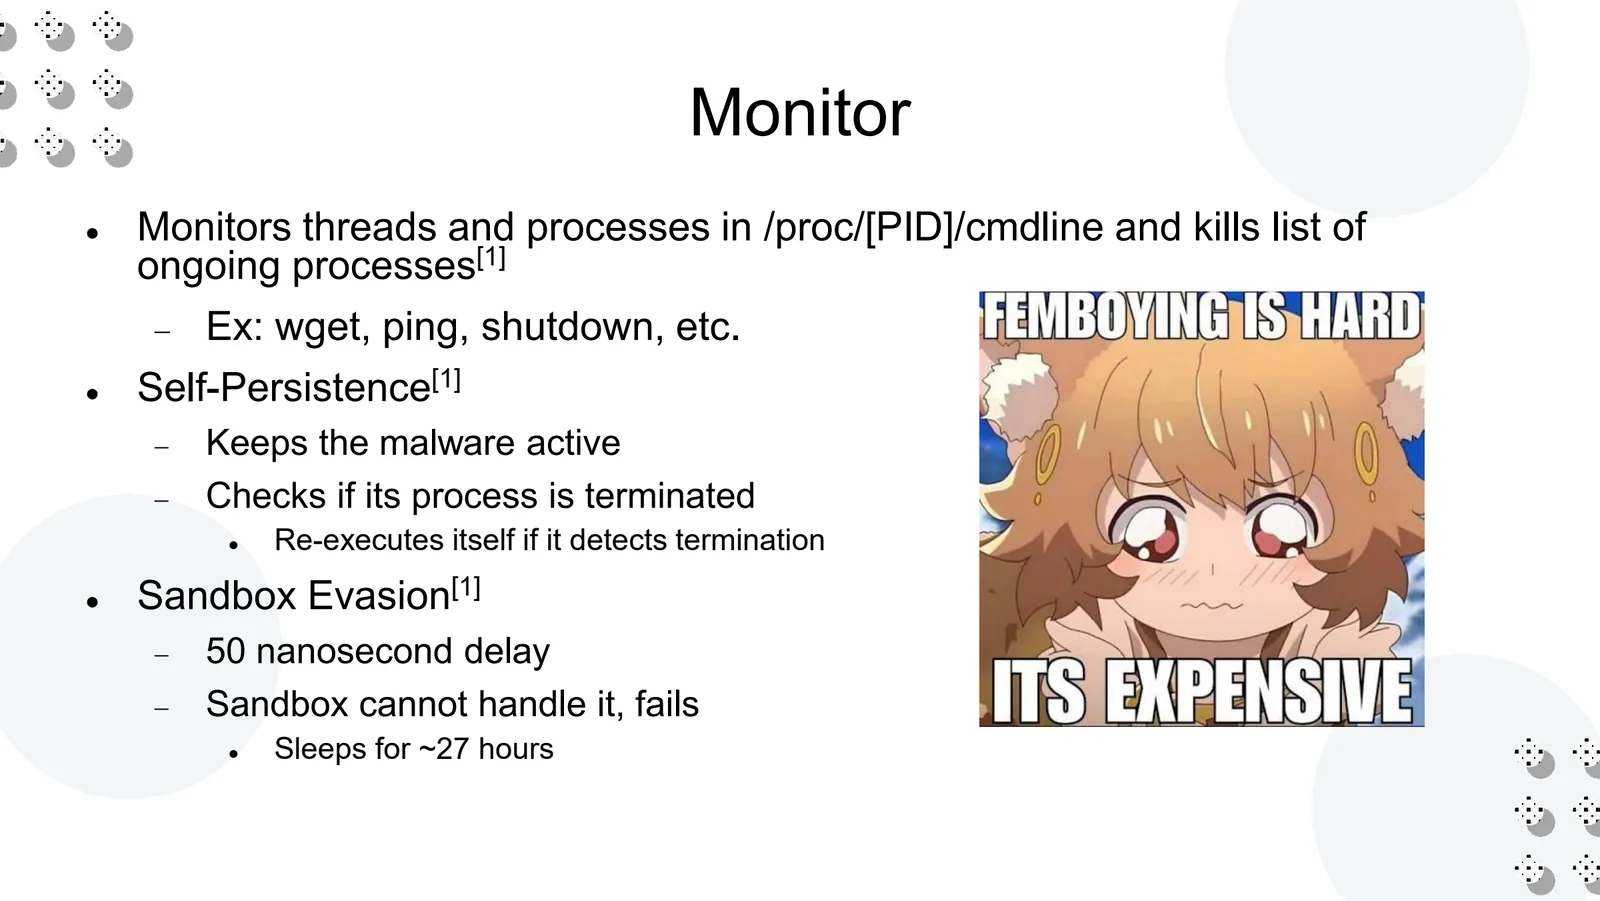 Monitor
● Monitors threads and processes in /proc/[PID]/cmdline and kills list of
ongoing processes[1]
– Ex: wget, ping, shutdown, etc.
● Self-Persistence[1]
– Keeps the malware active
– Checks if its process is terminated
● Re-executes itself if it detects termination
● Sandbox Evasion[1]
– 50 nanosecond delay
– Sandbox cannot handle it, fails
● Sleeps for ~27 hours
FEMBOYING IS HARD
ITS EXPENSIVE